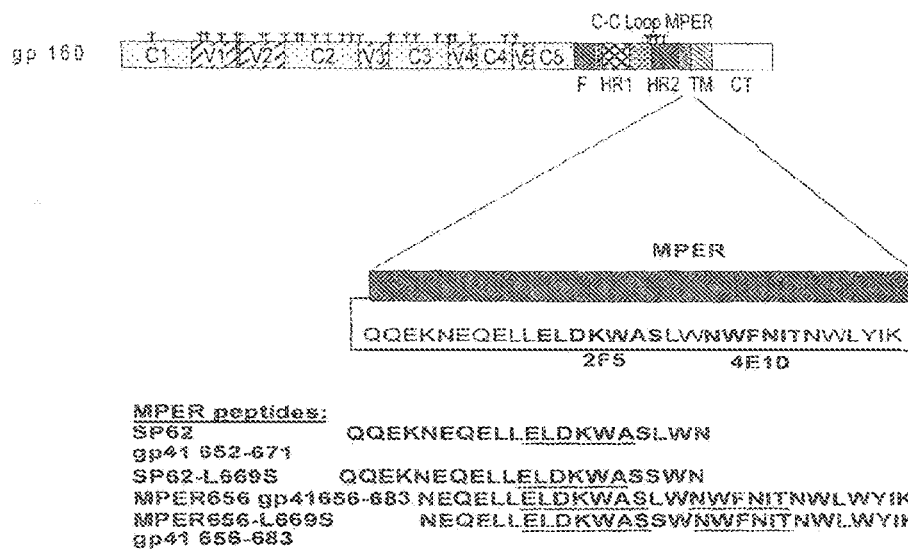 C-C Loop MPER
gp 160 C1 V1 V2 C2 V3 C3 V4 C4 V5 C5
F HR1 HR2 TM CT
MPER
QQEKNEQELLELDKWASLWNWFNITNWLYIK
2F5 4E10
MPER peptides:
SP62 QQEKNEQELLELDKWASLWN
gp41 652-671
SP62-L669S QQEKNEQELLELDKWASSWN
MPER656 gp41656-683 NEQELLELDKWASLWNWFNITNWLWYIK
MPER656-L669S NEQELLELDKWASSWNWFNITNWLWYIK
gp41 656-683